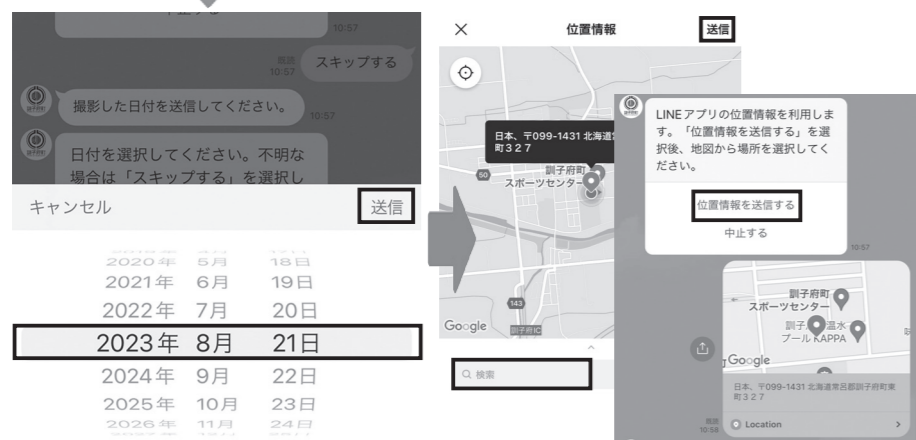 10:57
既読
10:57
スキップする
撮影した日付を送信してください。
10:57
日付を選択してください。不明な
場合は「スキップする」を選択し
キャンセル
送信
2020年 5月 18日
2021年 6月 19日
2022年 7月 20日
2023年 8月 21日
2024年 9月 22日
2025年 10月 23日
2026年 11月 24日
位置情報
送信
日本、〒099-1431 北海道
町327
50
訓子府町
スポーツセンター
143
Google
訓子府IC
検索
LINEアプリの位置情報を利用しま
す。「位置情報を送信する」を選
択後、地図から場所を選択してく
ださい。
位置情報を送信する
中止する
10:57
訓子府町
スポーツセンター
訓子
温水
プール KAPPA
Google
日本、〒099-1431 北海道常呂郡訓子府町東
町327
既読
10:58
Location